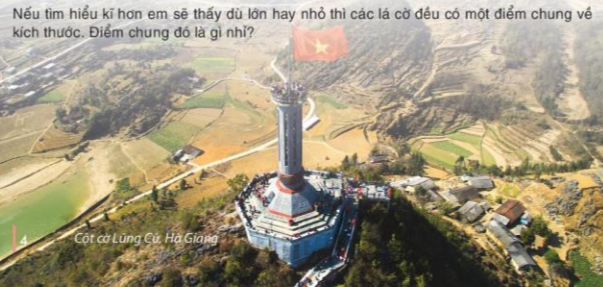 Nếu tìm hiểu kĩ hơn em sẽ thấy dù lớn hay nhỏ thì các lá cờ đều có một điểm chung về
kích thước. Điểm chung đó là gì nhỉ?
4
Cột cờ Lũng Cú, Hà Giang